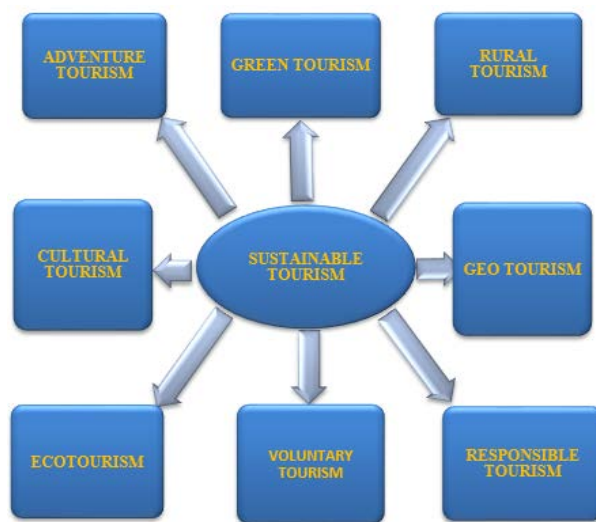 ADVENTURE
TOURISM
GREEN TOURISM
RURAL
TOURISM
CULTURAL
TOURISM
SUSTAINABLE
TOURISM
GEO TOURISM
ECOTOURISM
VOLUNTARY
TOURISM
RESPONSIBLE
TOURISM